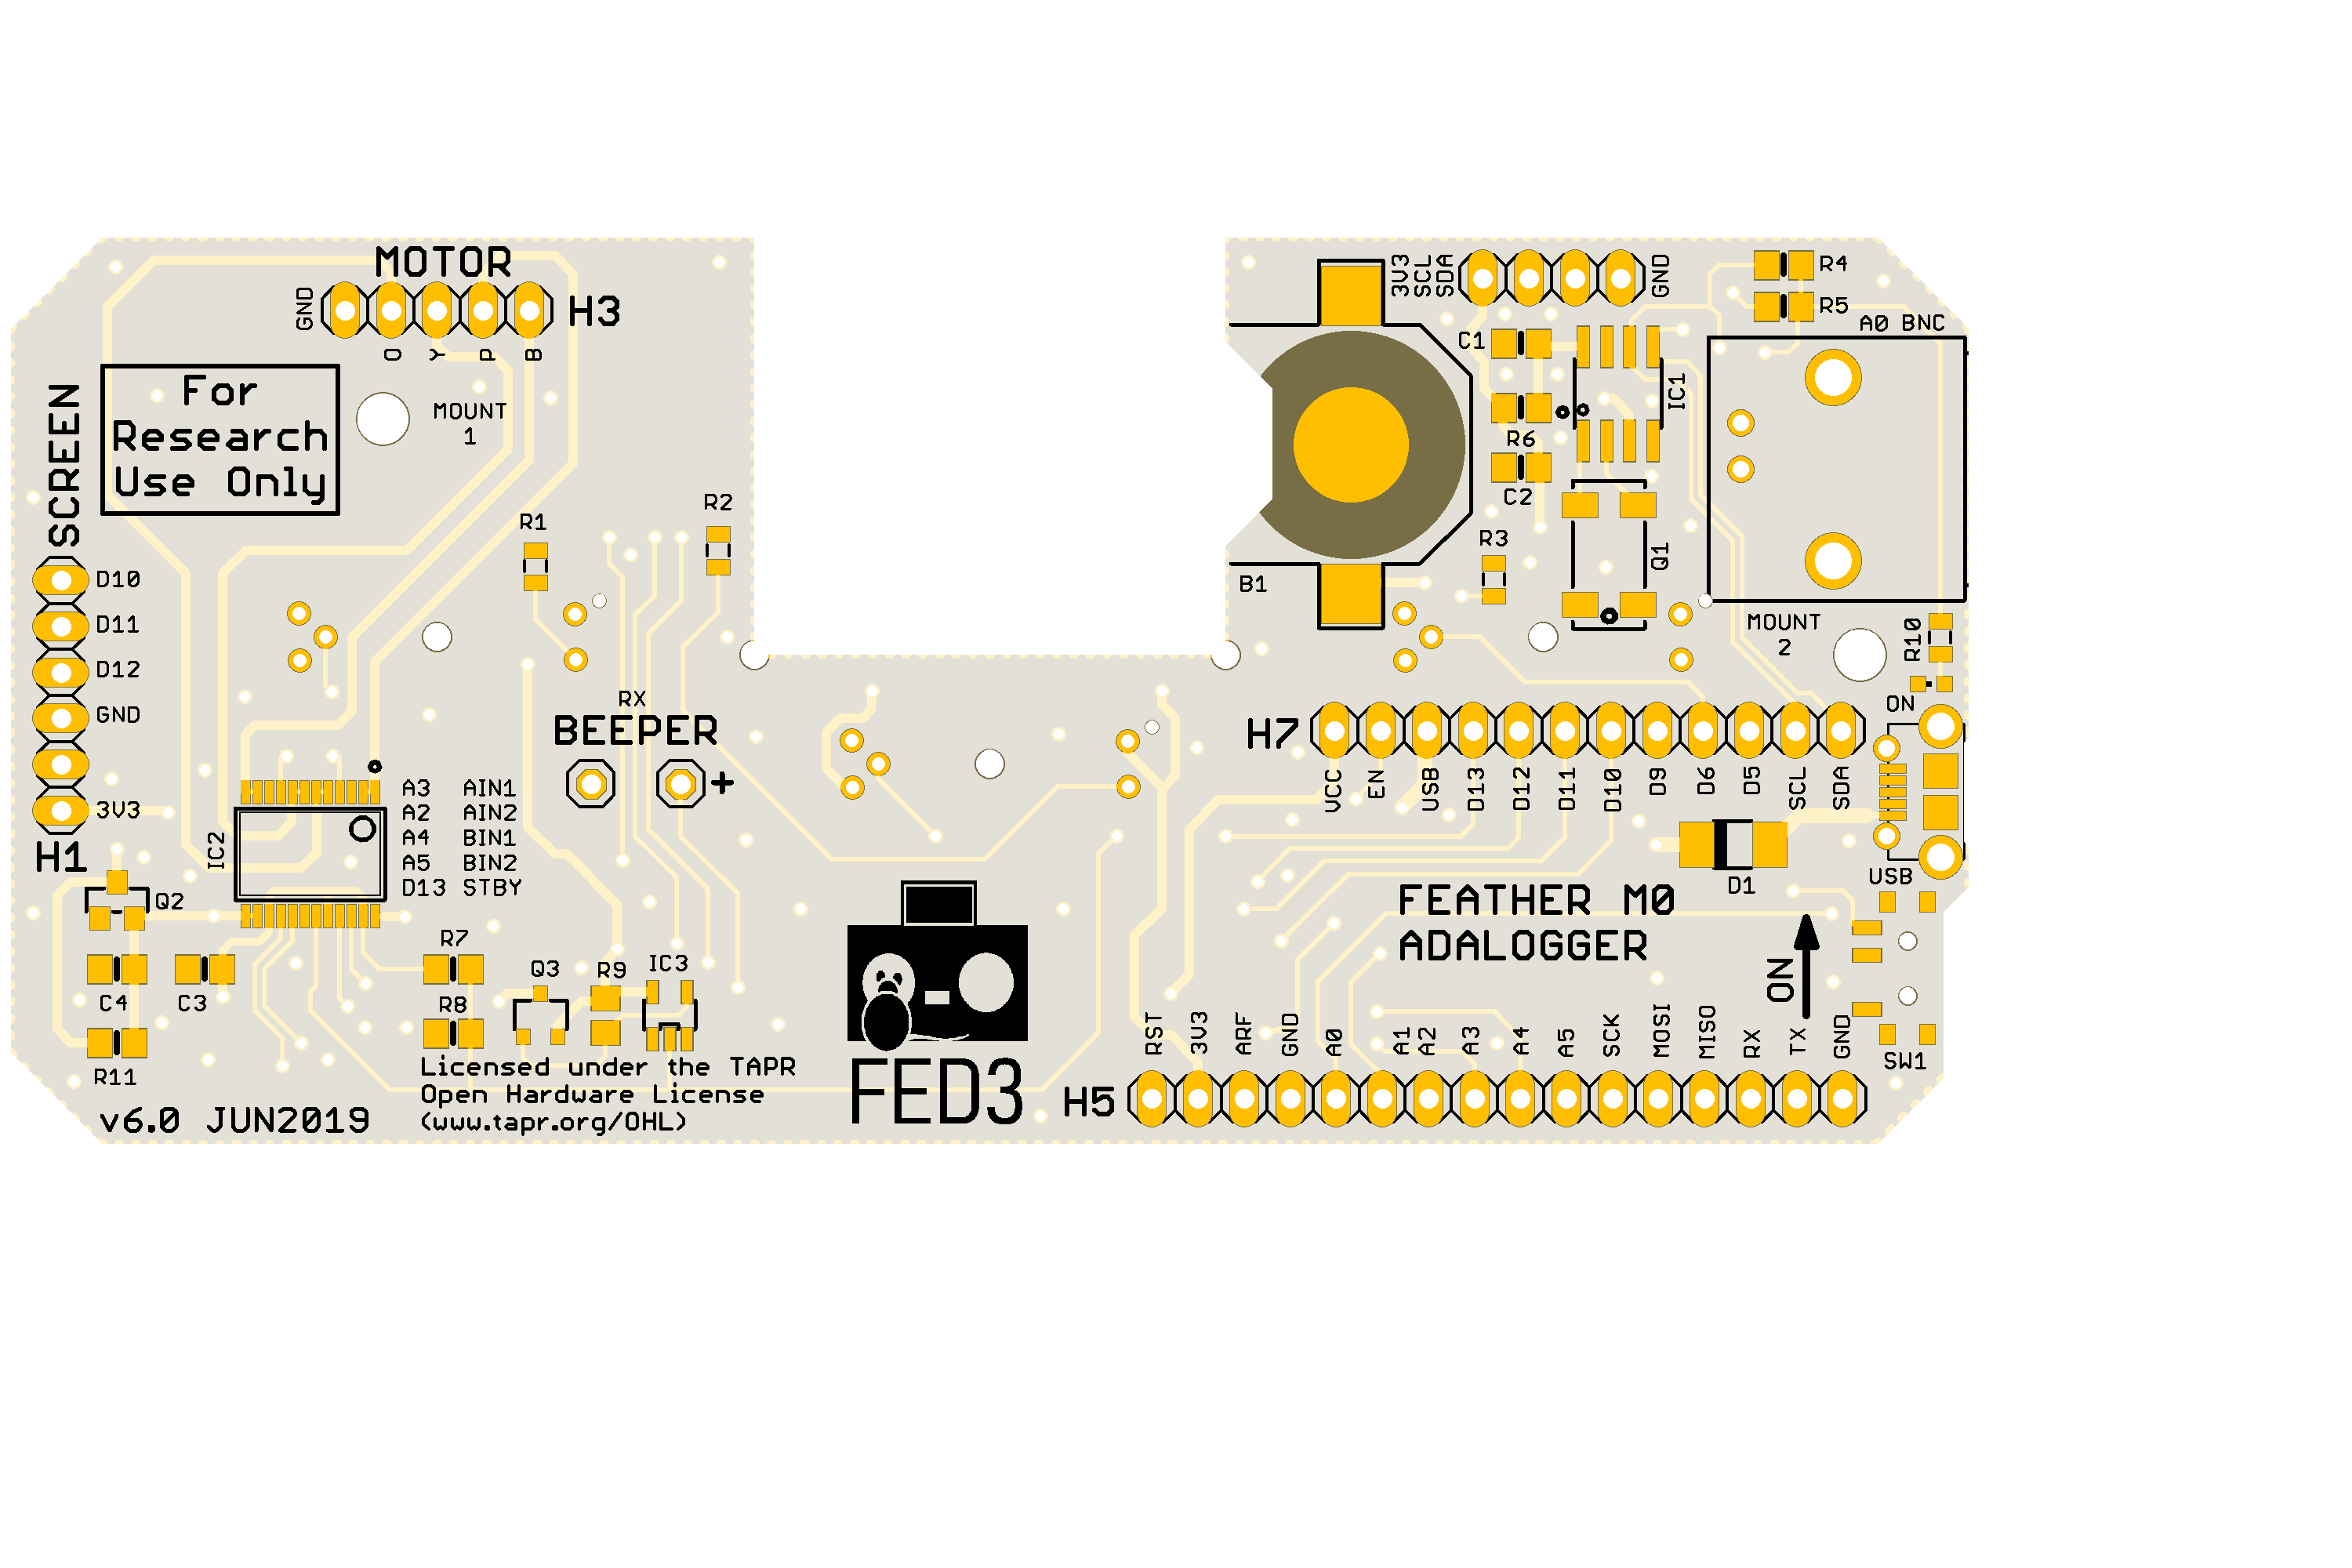 MOTOR
GND
H3
O
Y
P
B
For
Research
Use Only
MOUNT
1
SCREEN
D10
D11
D12
GND
3V3
H1
R1
R2
RX
BEEPER
+
IC2
A3 AIN1
A2 AIN2
A4 BIN1
A5 BIN2
D13 STBY
Q2
C4
C3
R11
R7
R8
Q3
R9
IC3
v6.0 JUN2019
Licensed under the TAPR
Open Hardware License
(www.tapr.org/OHL)
FED3
3V3
SCL
SDA
GND
R4
R5
A0 BNC
C1
IC1
R6
C2
R3
Q1
B1
MOUNT
2
R10
ON
H7
VCC
EN
USB
D13
D12
D11
D10
D9
D6
D5
SCL
SDA
D1
USB
FEATHER M0
ADALOGGER
ON
SW1
H5
RST
3V3
ARF
GND
A0
A1
A2
A3
A4
A5
SCK
MOSI
MISO
RX
TX
GND